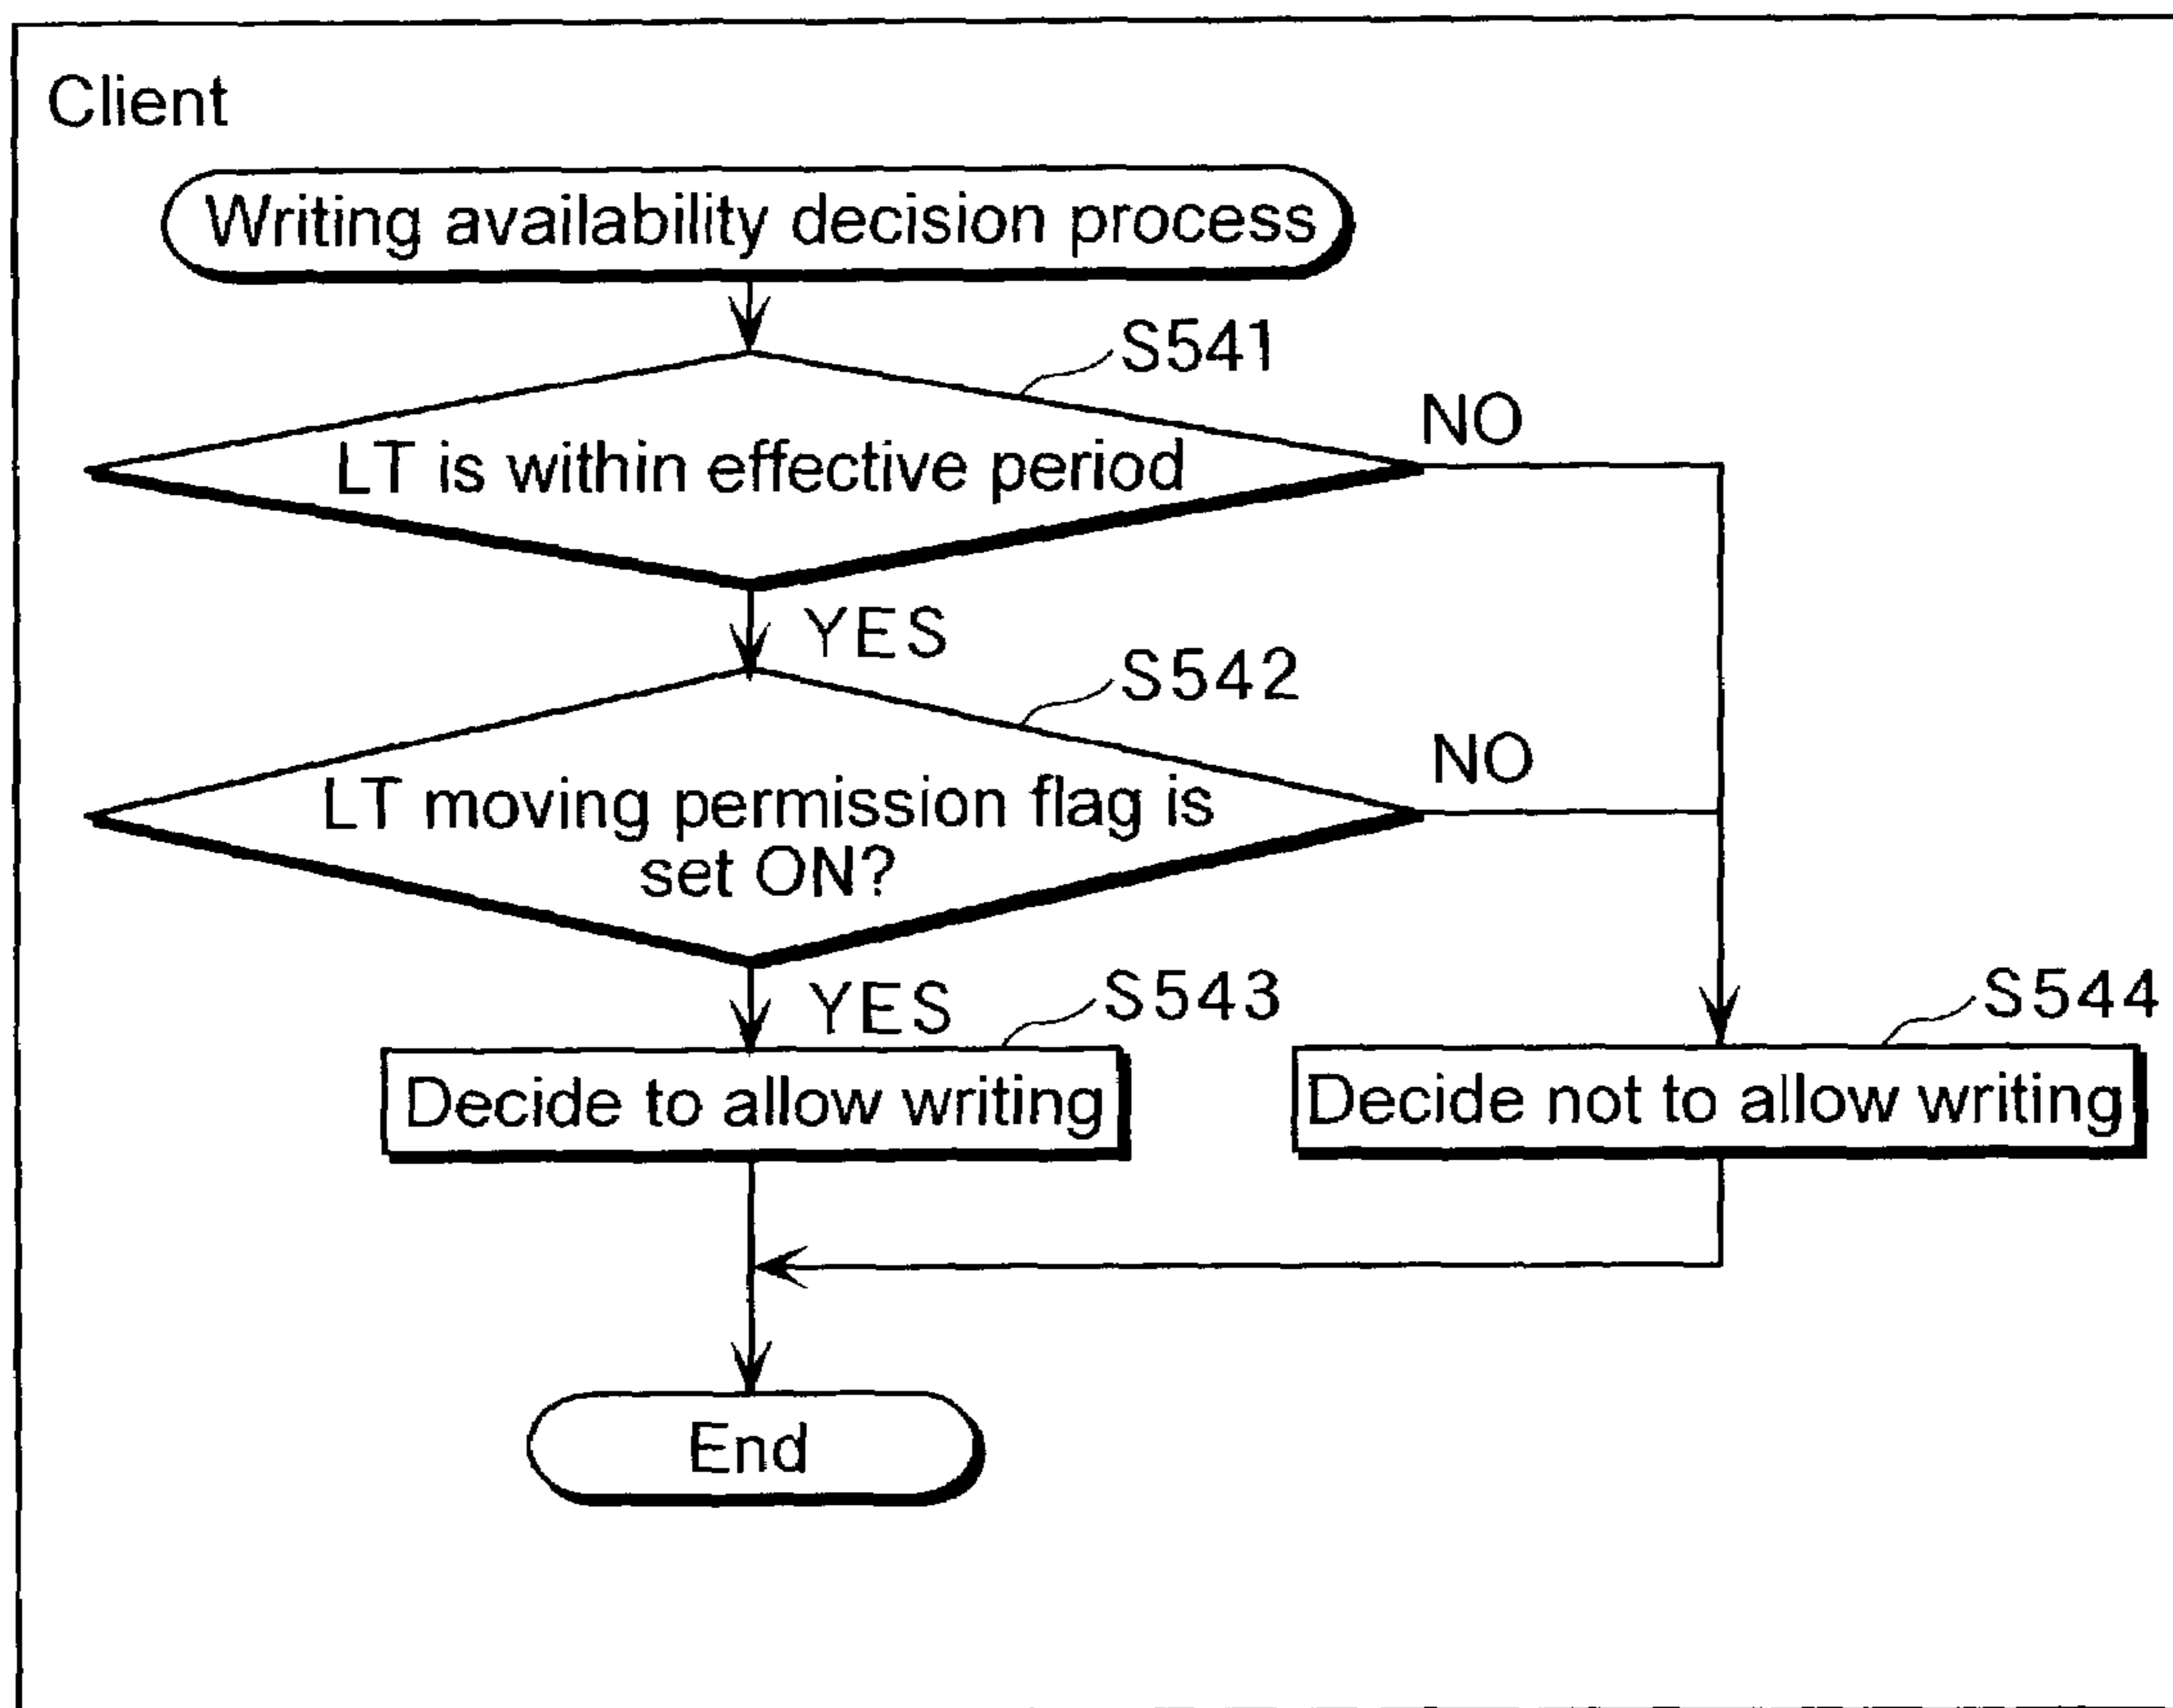 Client
Writing availability decision process
S541
NO
LT is within effective period
YES
S542
NO
LT moving permission flag is
set ON?
YES
S543
S544
Decide to allow writing
Decide not to allow writing
End